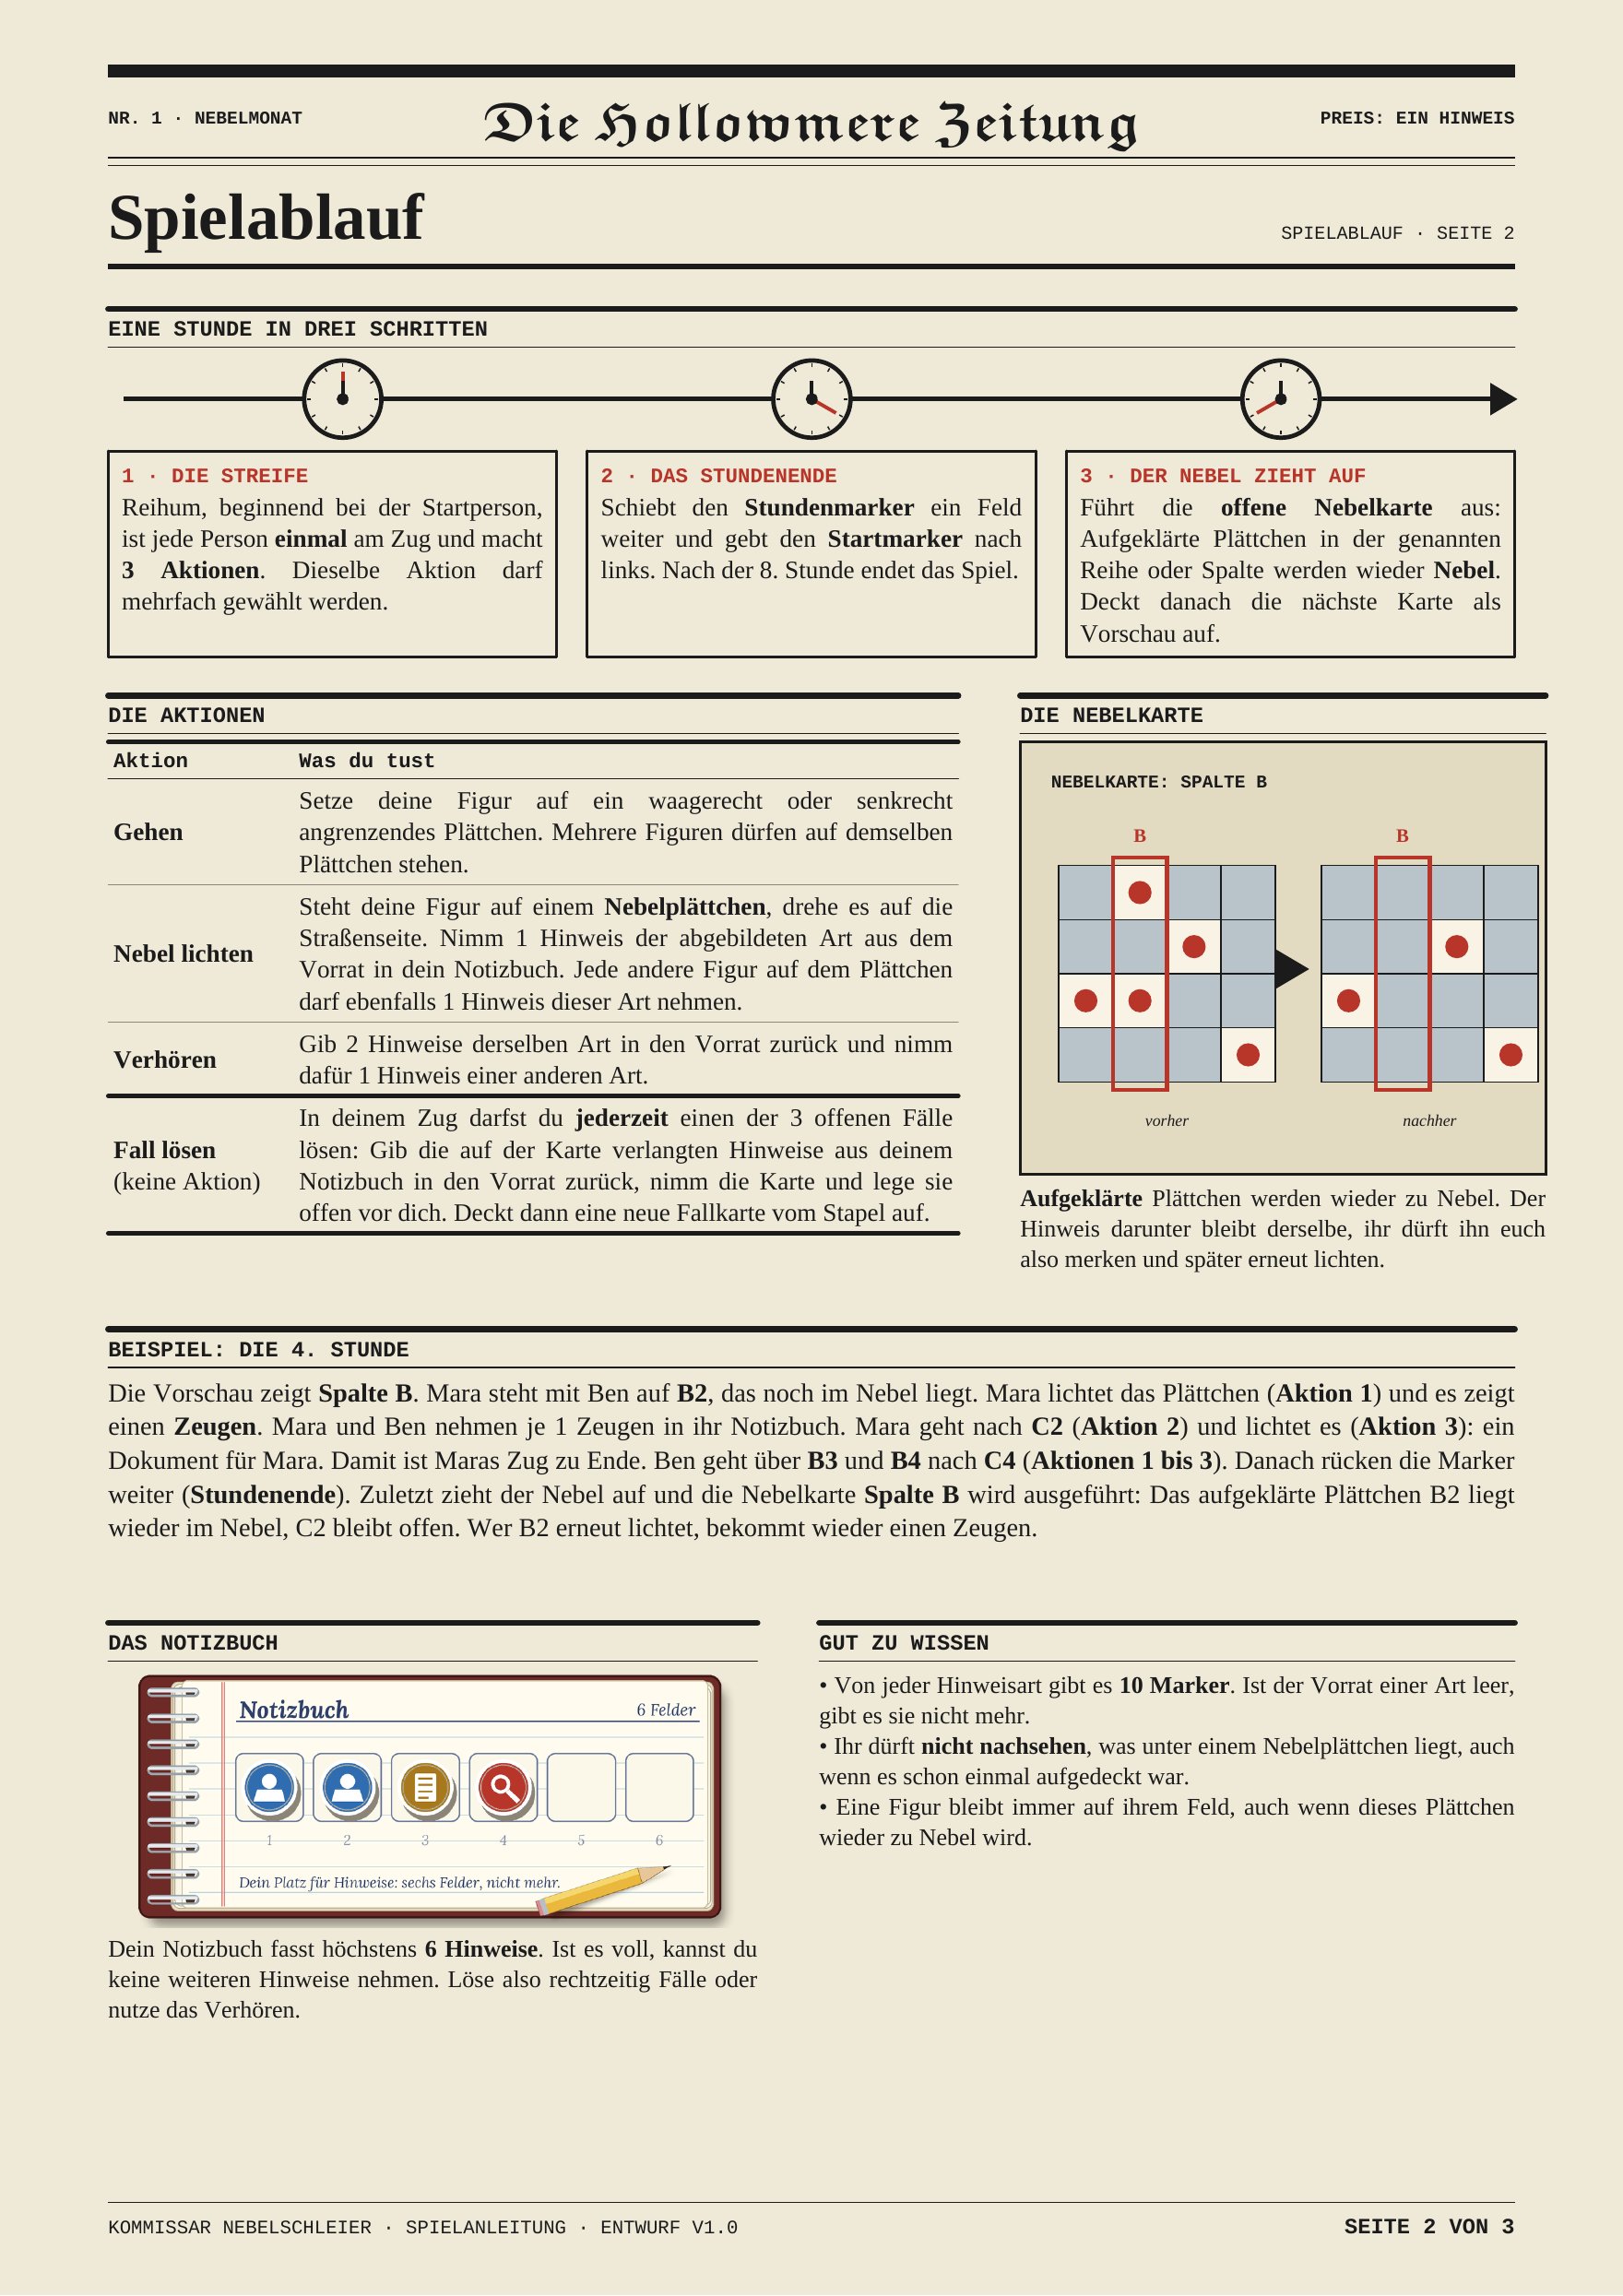 NR. 1 · NEBELMONAT
Die Hollowmere Zeitung
PREIS: EIN HINWEIS
Spielablauf
SPIELABLAUF · SEITE 2
EINE STUNDE IN DREI SCHRITTEN
1 · DIE STREIFE
Reihum, beginnend bei der Startperson,
ist jede Person einmal am Zug und macht
3 Aktionen. Dieselbe Aktion darf
mehrfach gewählt werden.
2 · DAS STUNDENENDE
Schiebt den Stundenmarker ein Feld
weiter und gebt den Startmarker nach
links. Nach der 8. Stunde endet das Spiel.
3 · DER NEBEL ZIEHT AUF
Führt die offene Nebelkarte aus:
Aufgeklärte Plättchen in der genannten
Reihe oder Spalte werden wieder Nebel.
Deckt danach die nächste Karte als
Vorschau auf.
DIE AKTIONEN
Aktion Was du tust
Gehen
Setze deine Figur auf ein waagerecht oder senkrecht
angrenzendes Plättchen. Mehrere Figuren dürfen auf demselben
Plättchen stehen.
Nebel lichten
Steht deine Figur auf einem Nebelplättchen, drehe es auf die
Straßenseite. Nimm 1 Hinweis der abgebildeten Art aus dem
Vorrat in dein Notizbuch. Jede andere Figur auf dem Plättchen
darf ebenfalls 1 Hinweis dieser Art nehmen.
Verhören
Gib 2 Hinweise derselben Art in den Vorrat zurück und nimm
dafür 1 Hinweis einer anderen Art.
Fall lösen
(keine Aktion)
In deinem Zug darfst du jederzeit einen der 3 offenen Fälle
lösen: Gib die auf der Karte verlangten Hinweise aus deinem
Notizbuch in den Vorrat zurück, nimm die Karte und lege sie
offen vor dich. Deckt dann eine neue Fallkarte vom Stapel auf.
DIE NEBELKARTE
NEBELKARTE: SPALTE B
B B
vorher nachher
Aufgeklärte Plättchen werden wieder zu Nebel. Der
Hinweis darunter bleibt derselbe, ihr dürft ihn euch
also merken und später erneut lichten.
BEISPIEL: DIE 4. STUNDE
Die Vorschau zeigt Spalte B. Mara steht mit Ben auf B2, das noch im Nebel liegt. Mara lichtet das Plättchen (Aktion 1) und es zeigt
einen Zeugen. Mara und Ben nehmen je 1 Zeugen in ihr Notizbuch. Mara geht nach C2 (Aktion 2) und lichtet es (Aktion 3): ein
Dokument für Mara. Damit ist Maras Zug zu Ende. Ben geht über B3 und B4 nach C4 (Aktionen 1 bis 3). Danach rücken die Marker
weiter (Stundenende). Zuletzt zieht der Nebel auf und die Nebelkarte Spalte B wird ausgeführt: Das aufgeklärte Plättchen B2 liegt
wieder im Nebel, C2 bleibt offen. Wer B2 erneut lichtet, bekommt wieder einen Zeugen.
DAS NOTIZBUCH
Notizbuch 6 Felder
1 2 3 4 5 6
Dein Platz für Hinweise: sechs Felder, nicht mehr.
Dein Notizbuch fasst höchstens 6 Hinweise. Ist es voll, kannst du
keine weiteren Hinweise nehmen. Löse also rechtzeitig Fälle oder
nutze das Verhören.
GUT ZU WISSEN
• Von jeder Hinweisart gibt es 10 Marker. Ist der Vorrat einer Art leer,
gibt es sie nicht mehr.
• Ihr dürft nicht nachsehen, was unter einem Nebelplättchen liegt, auch
wenn es schon einmal aufgedeckt war.
• Eine Figur bleibt immer auf ihrem Feld, auch wenn dieses Plättchen
wieder zu Nebel wird.
KOMMISSAR NEBELSCHLEIER · SPIELANLEITUNG · ENTWURF V1.0
SEITE 2 VON 3